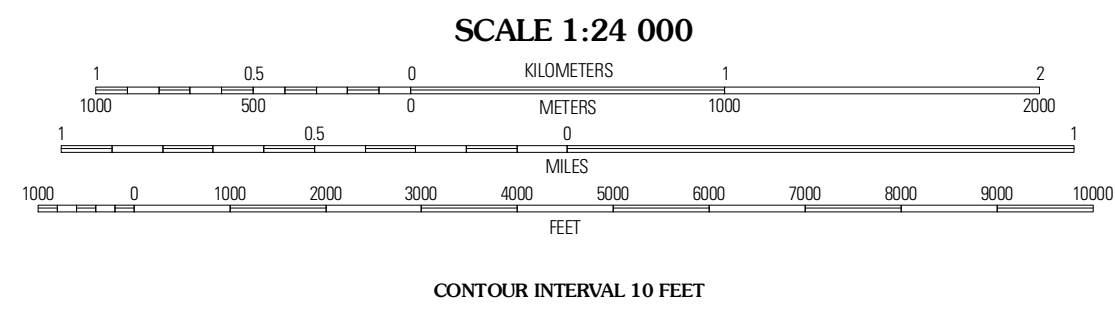 SCALE 1:24 000
1 0.5 0 KILOMETERS 1 2
1000 500 0 METERS 1000 2000
1 0.5 0 1
MILES
1000 0 1000 2000 3000 4000 5000 6000 7000 8000 9000 10000
FEET
CONTOUR INTERVAL 10 FEET